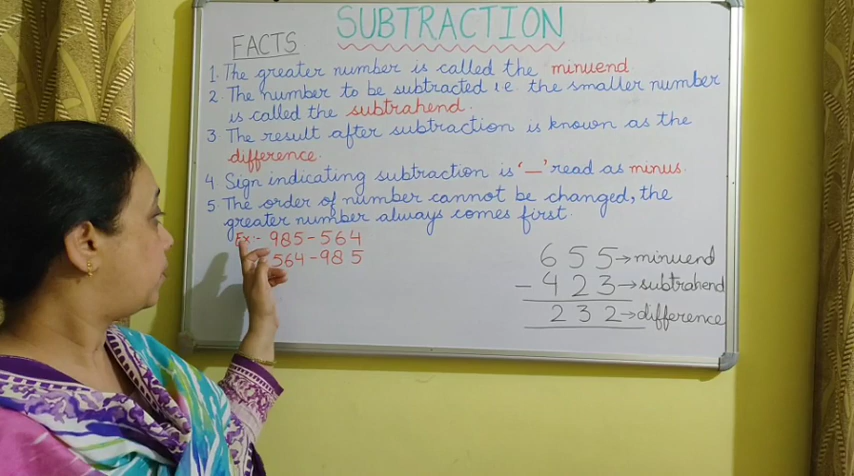 SUBTRACTION
FACTS
1. The greater number is called the minuend
2. The number to be subtracted i.e. the smaller number
is called the subtrahend.
3. The result after subtraction is known as the
difference.
4 Sign indicating subtraction is '—' read as minus.
5 The order of number cannot be changed, the
greater number always comes first.
Ex:- 985-564
564-985
655→minuend
-423→subtrahend
232→difference